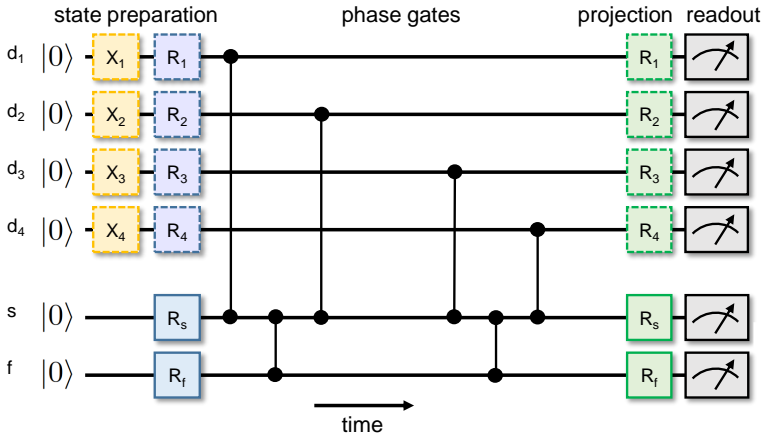 state preparation phase gates projection readout
d1 |0⟩ X1 R1 R1
d2 |0⟩ X2 R2 R2
d3 |0⟩ X3 R3 R3
d4 |0⟩ X4 R4 R4
s |0⟩ Rs Rs
f |0⟩ Rf Rf
time